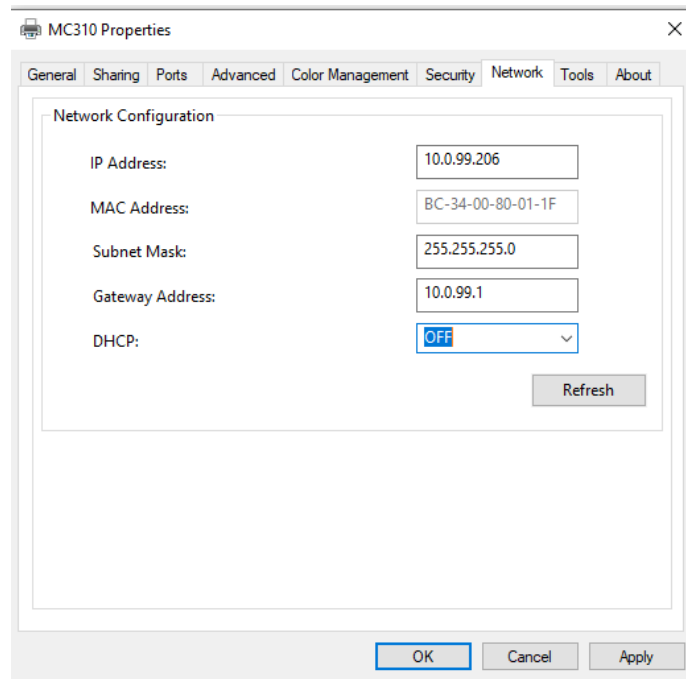 MC310 Properties
General Sharing Ports Advanced Color Management Security Network Tools About
Network Configuration
IP Address: 10.0.99.206
MAC Address: BC-34-00-80-01-1F
Subnet Mask: 255.255.255.0
Gateway Address: 10.0.99.1
DHCP: OFF
Refresh
OK Cancel Apply